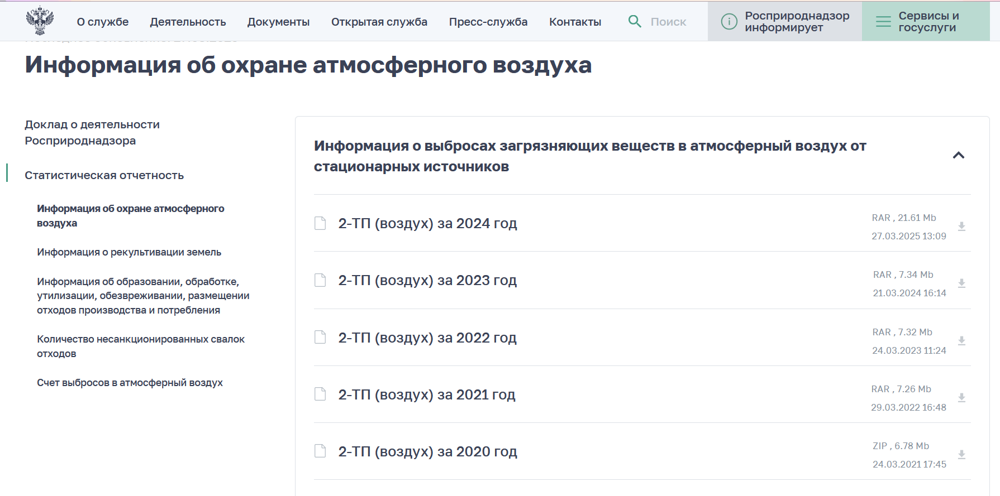 О службе
Деятельность
Документы
Открытая служба
Пресс-служба
Контакты
Поиск
Росприроднадзор
информирует
Сервисы и
госуслуги
Информация об охране атмосферного воздуха
Доклад о деятельности
Росприроднадзора
Статистическая отчетность
Информация об охране атмосферного
воздуха
Информация о рекультивации земель
Информация об образовании, обработке,
утилизации, обезвреживании, размещении
отходов производства и потребления
Количество несанкционированных свалок
отходов
Счет выбросов в атмосферный воздух
Информация о выбросах загрязняющих веществ в атмосферный воздух от
стационарных источников
2-ТП (воздух) за 2024 год
RAR , 21.61 Mb
27.03.2025 13:09
2-ТП (воздух) за 2023 год
RAR , 7.34 Mb
21.03.2024 16:14
2-ТП (воздух) за 2022 год
RAR , 7.32 Mb
24.03.2023 11:24
2-ТП (воздух) за 2021 год
RAR , 7.26 Mb
29.03.2022 16:48
2-ТП (воздух) за 2020 год
ZIP , 6.78 Mb
24.03.2021 17:45